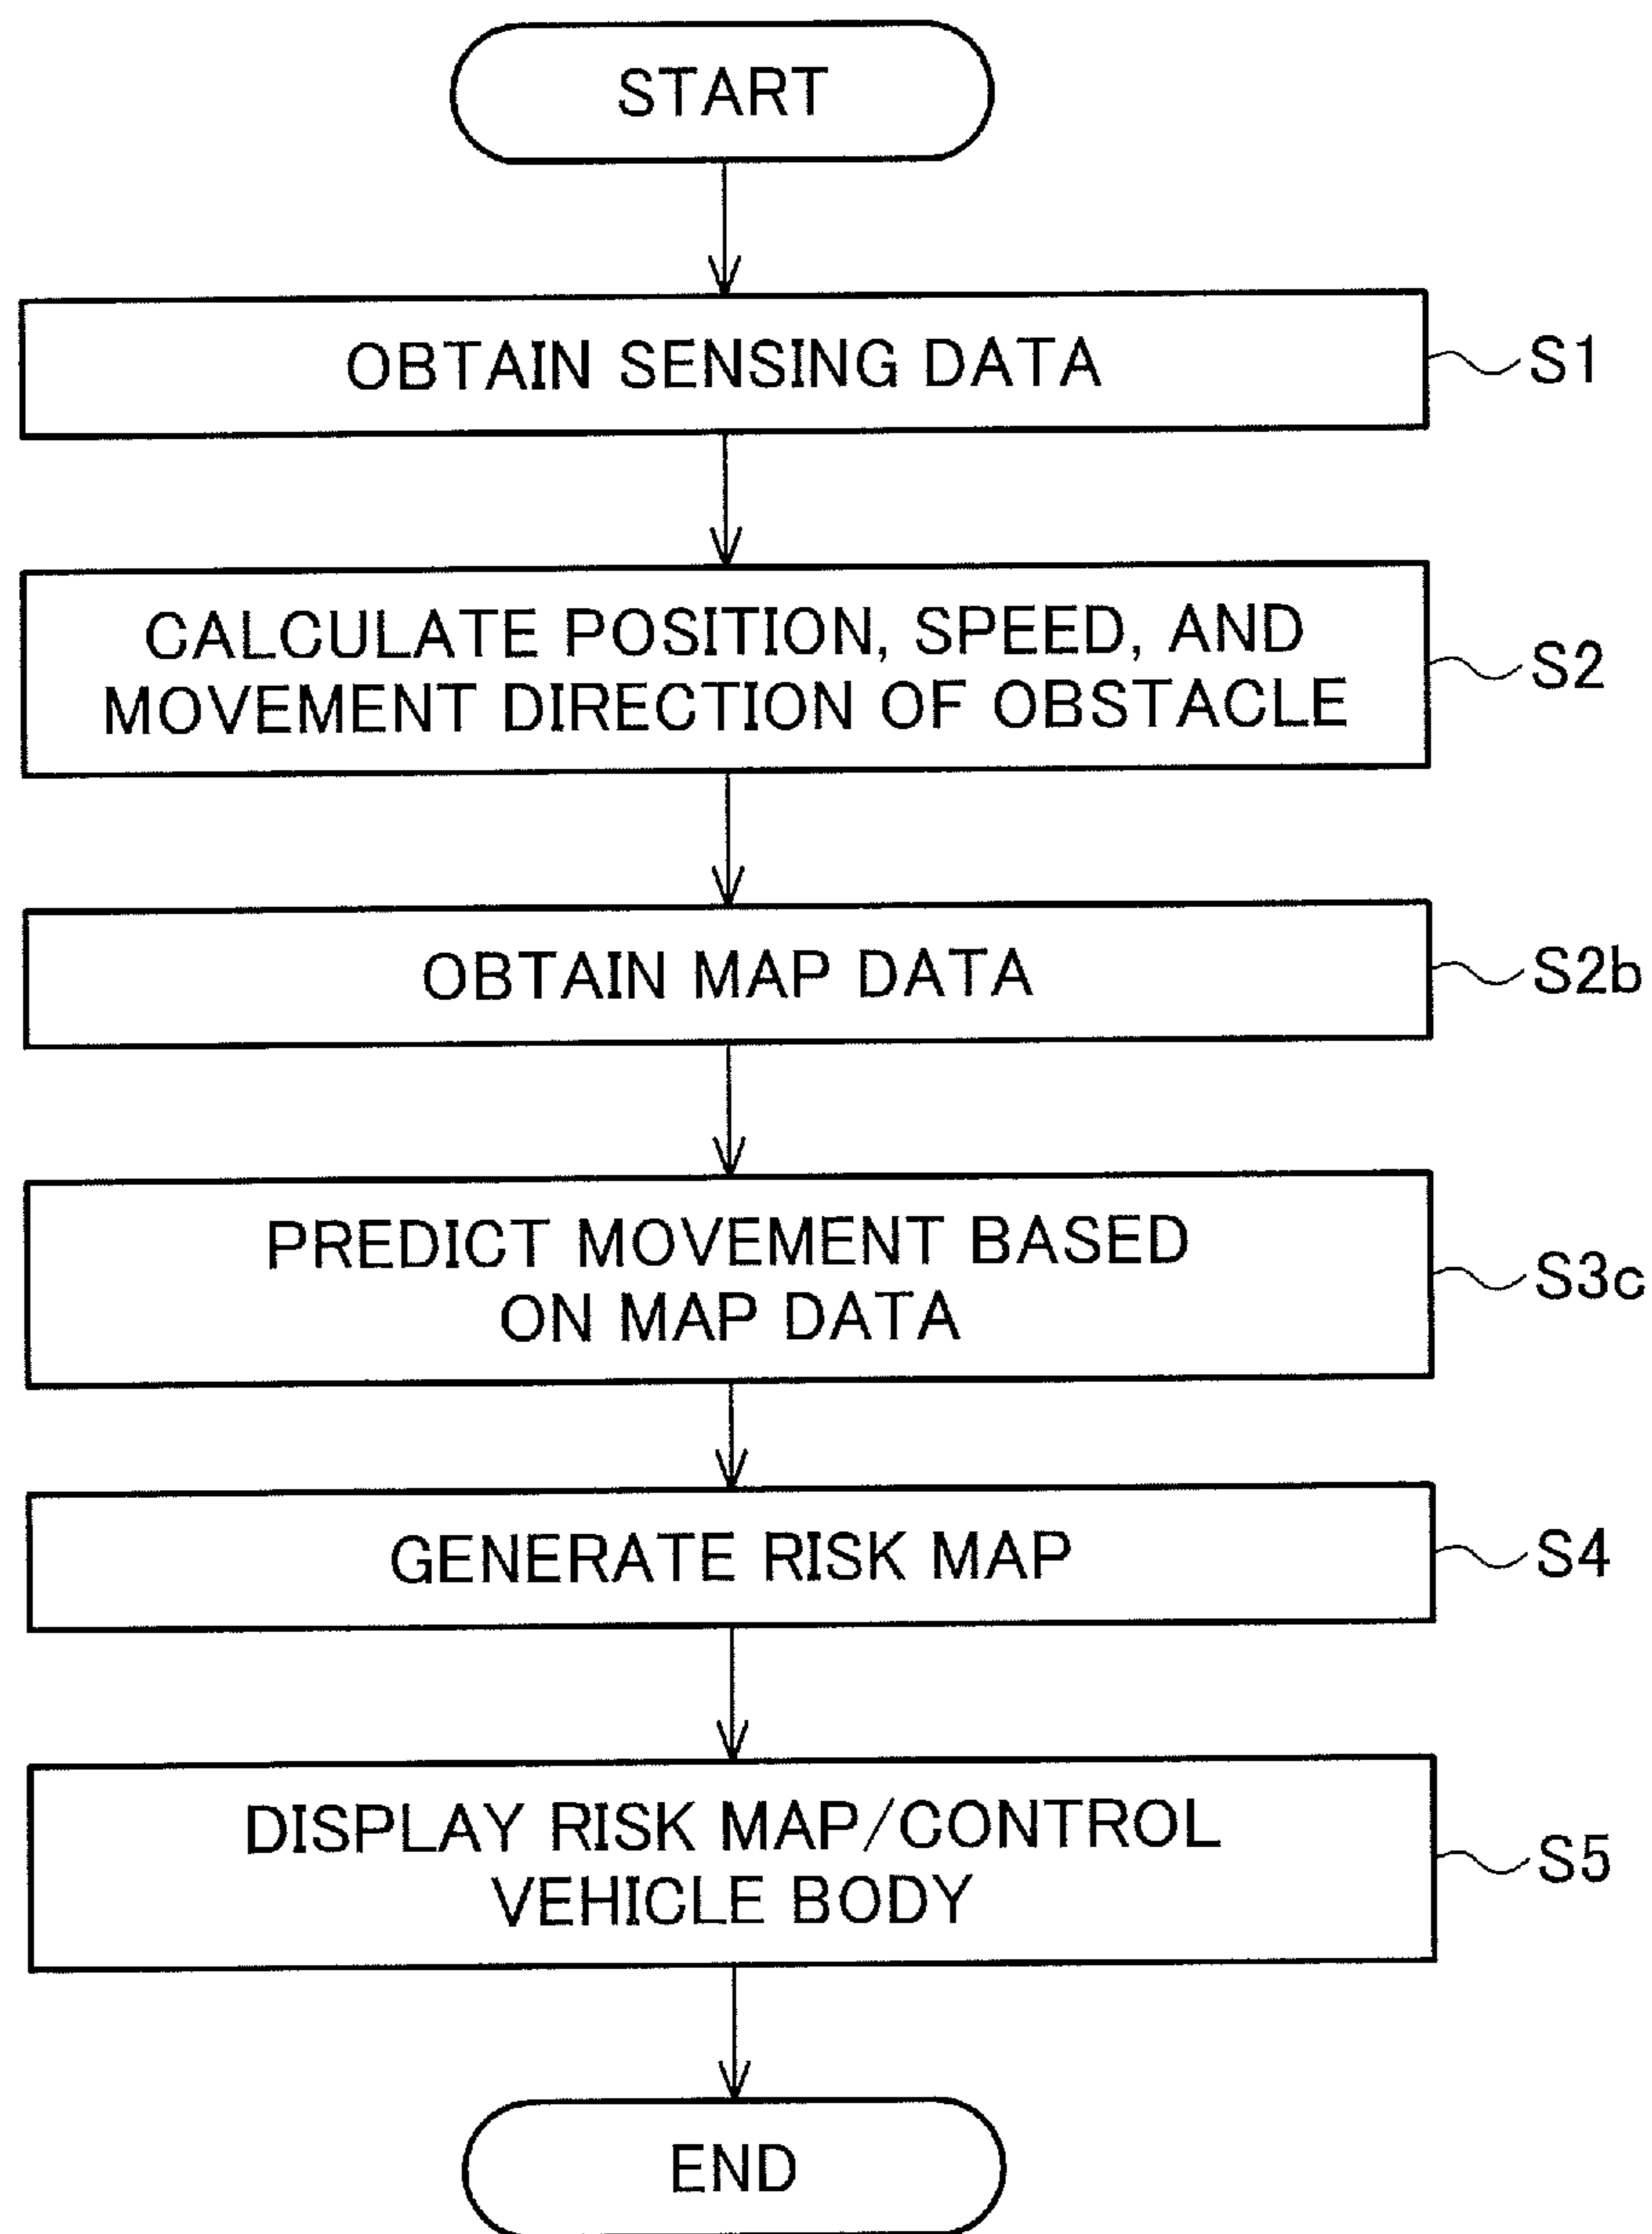 START
OBTAIN SENSING DATA
S1
CALCULATE POSITION, SPEED, AND
MOVEMENT DIRECTION OF OBSTACLE
S2
OBTAIN MAP DATA
S2b
PREDICT MOVEMENT BASED
ON MAP DATA
S3c
GENERATE RISK MAP
S4
DISPLAY RISK MAP/CONTROL
VEHICLE BODY
S5
END